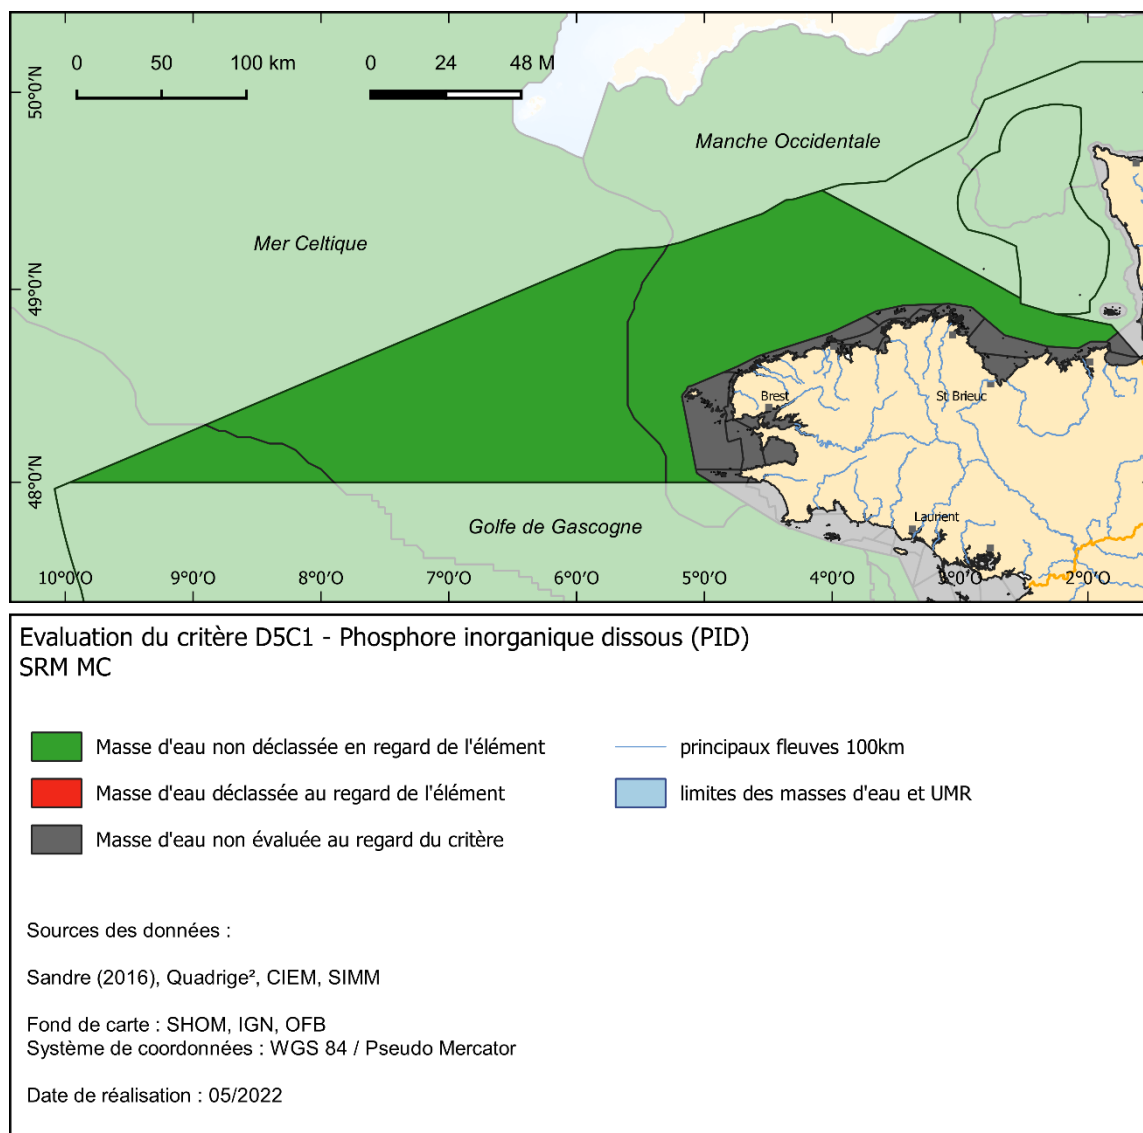 0 50 100 km 0 24 48 M
50°0'N
Manche Occidentale
Mer Celtique
49°0'N
Brest
St Brieuc
48°0'N
Laurient
Golfe de Gascogne
10°0'O 9°0'O 8°0'O 7°0'O 6°0'O 5°0'O 4°0'O 3°0'O 2°0'O
Evaluation du critère D5C1 - Phosphore inorganique dissous (PID)
SRM MC
Masse d'eau non déclassée en regard de l'élément
principaux fleuves 100km
Masse d'eau déclassée au regard de l'élément
limites des masses d'eau et UMR
Masse d'eau non évaluée au regard du critère
Sources des données :
Sandre (2016), Quadrige², CIEM, SIMM
Fond de carte : SHOM, IGN, OFB
Système de coordonnées : WGS 84 / Pseudo Mercator
Date de réalisation : 05/2022